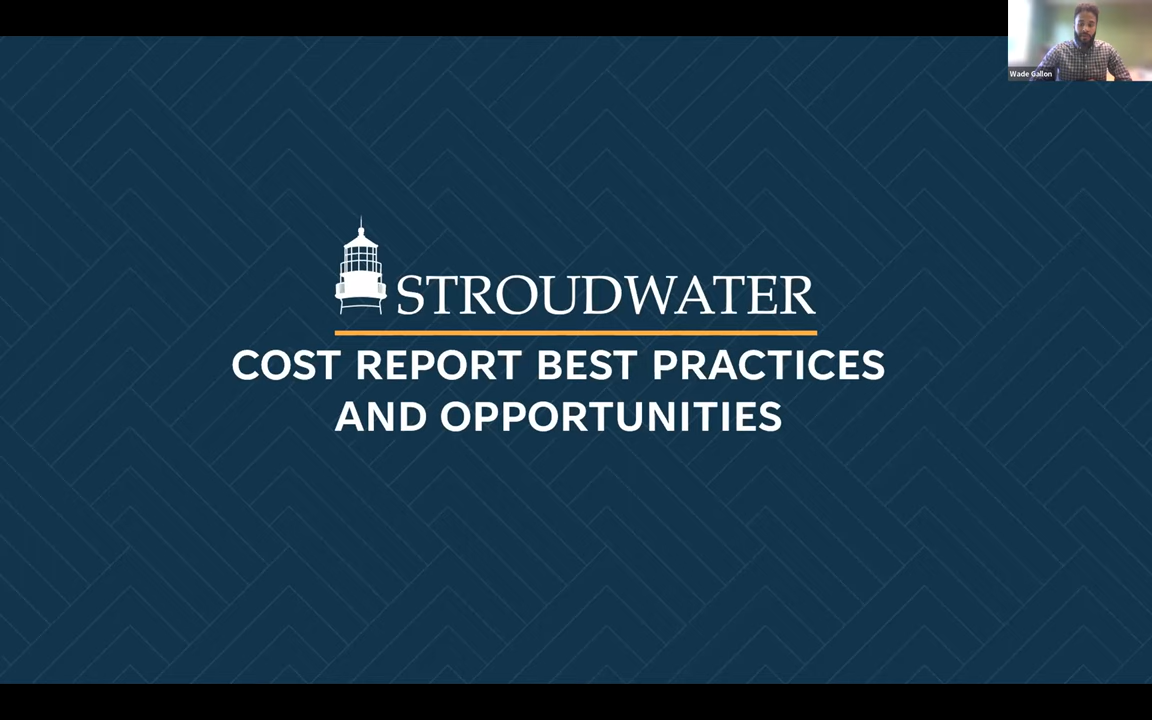 Wade Gallon
STROUDWATER
COST REPORT BEST PRACTICES
AND OPPORTUNITIES